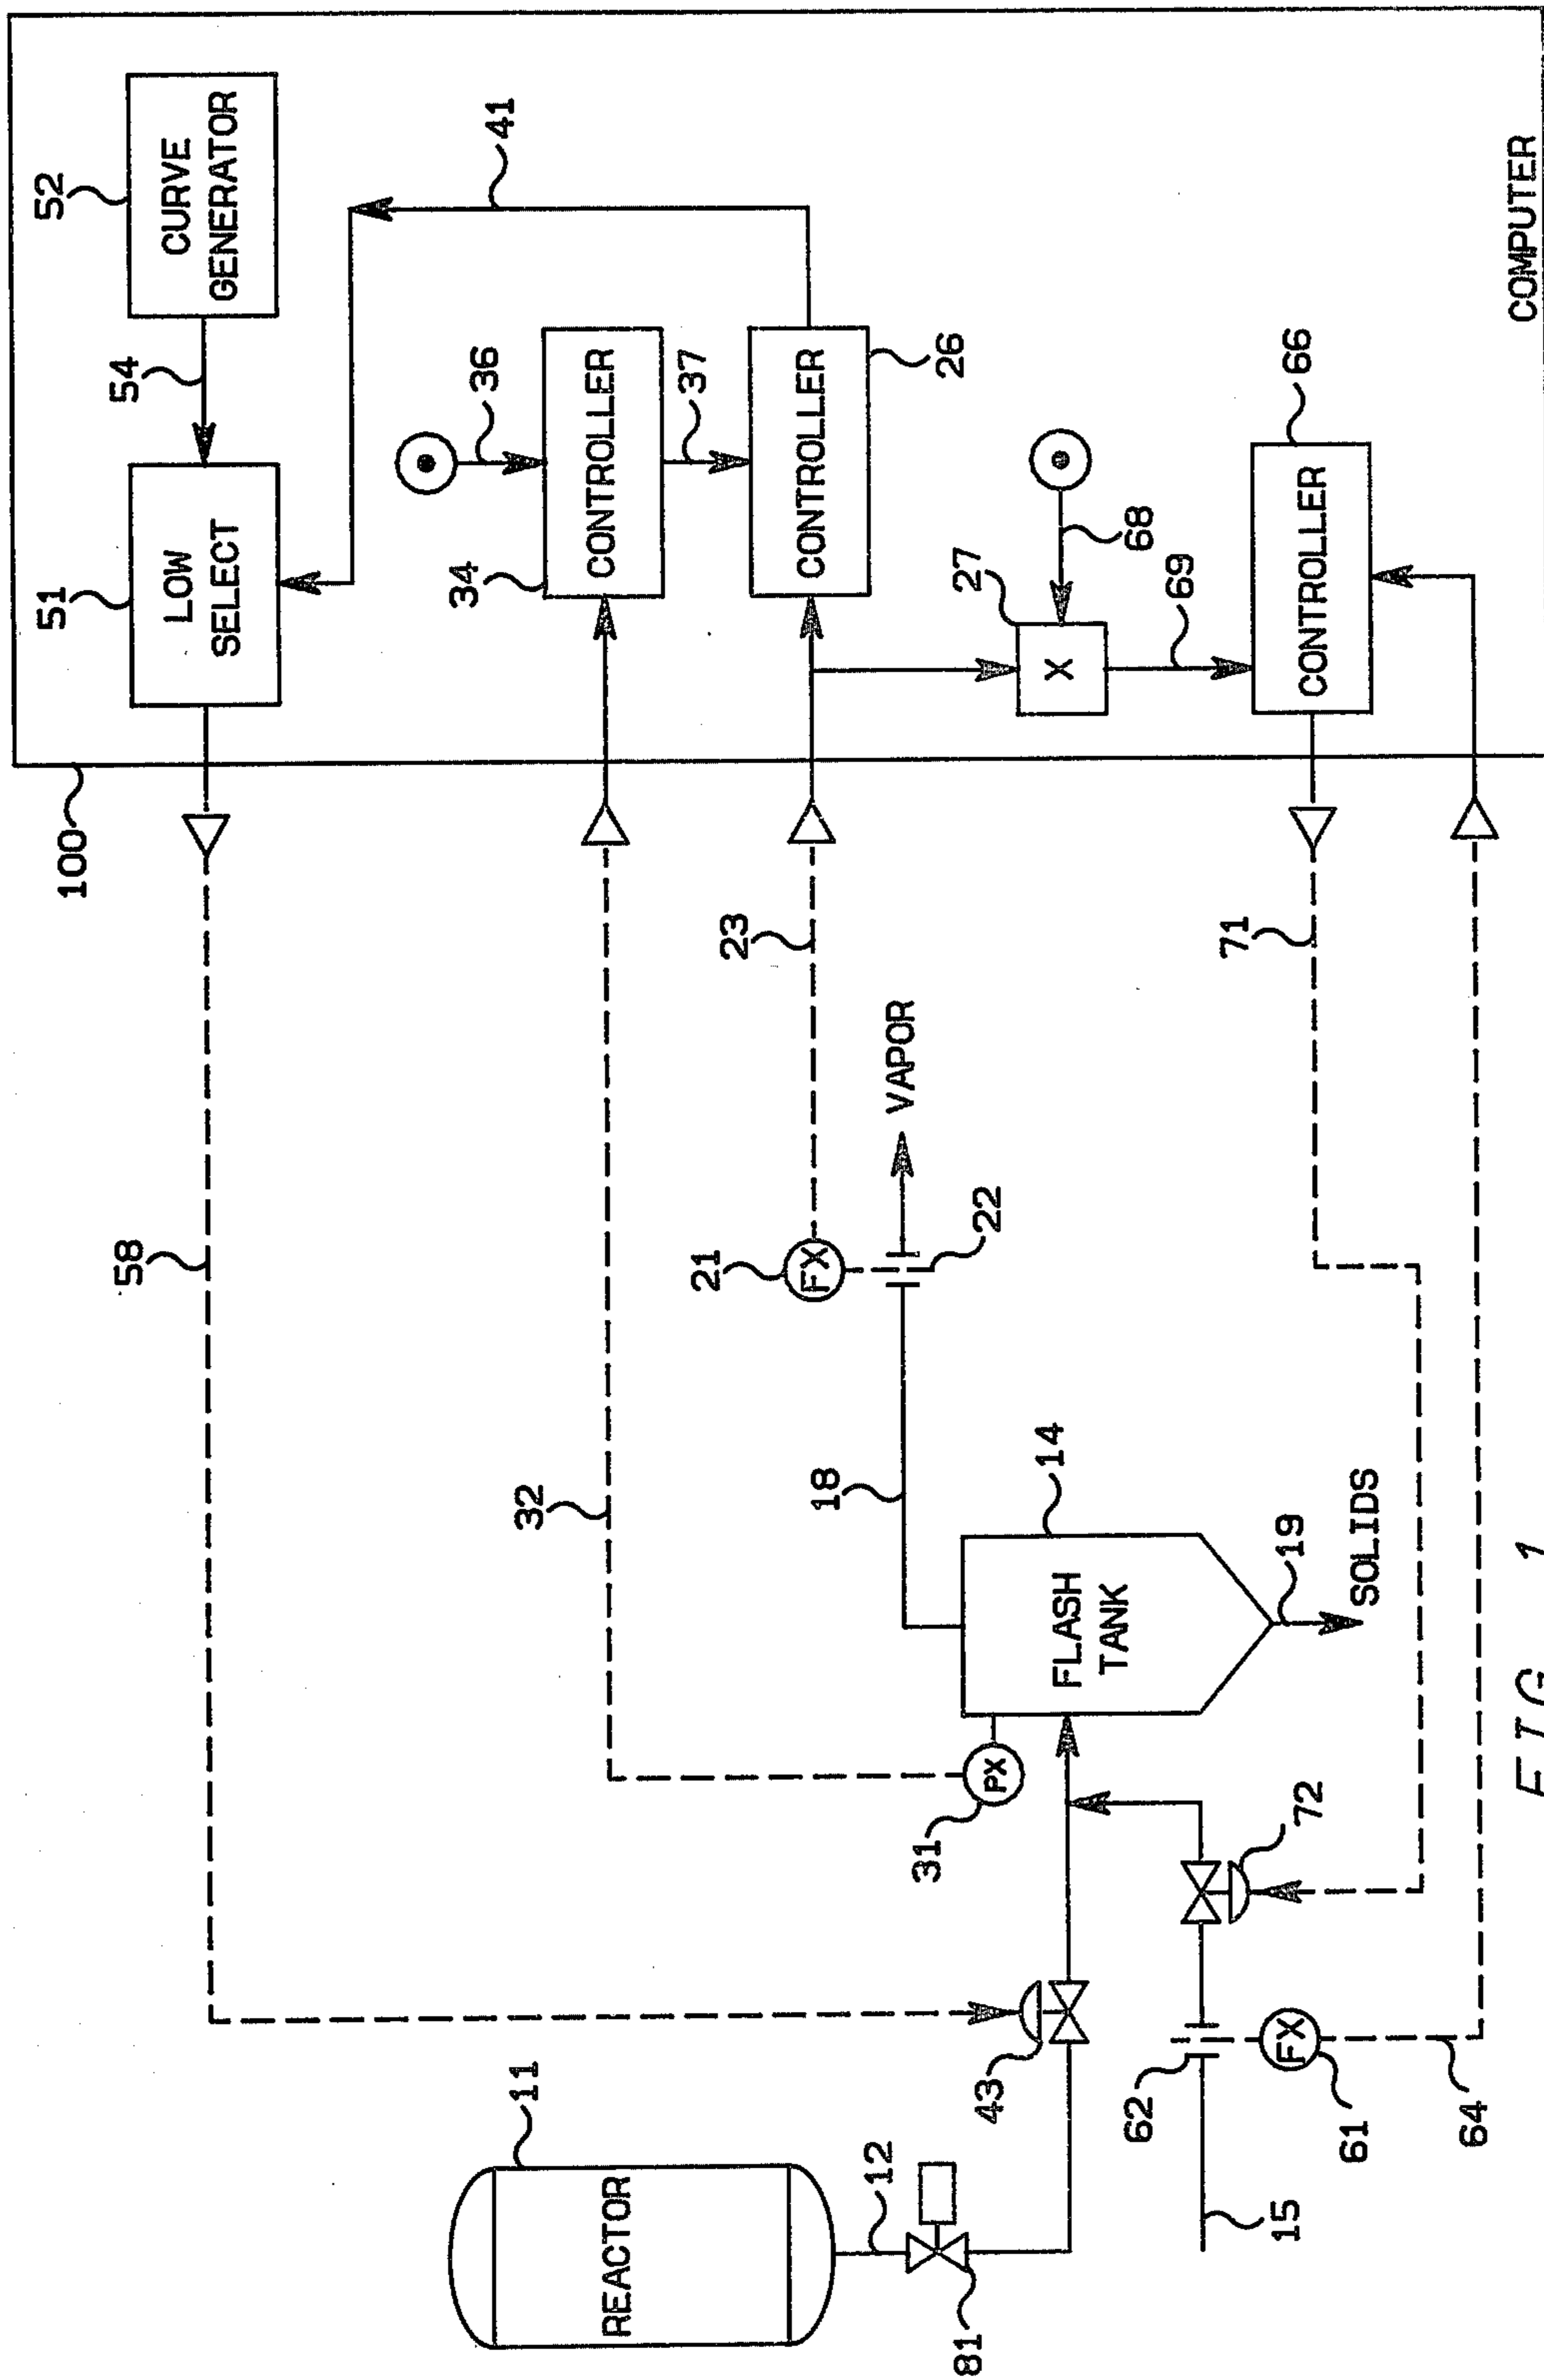 52
CURVE
GENERATOR
41
54
36
CONTROLLER
37
CONTROLLER
26
51
LOW
SELECT
34
27
X
68
69
66
CONTROLLER
COMPUTER
100
58
32
23
71
21
FX
22
VAPOR
18
14
FLASH
TANK
19
SOLIDS
PX
31
72
43
62
FX
61
64
11
REACTOR
12
81
15
FIG. 1